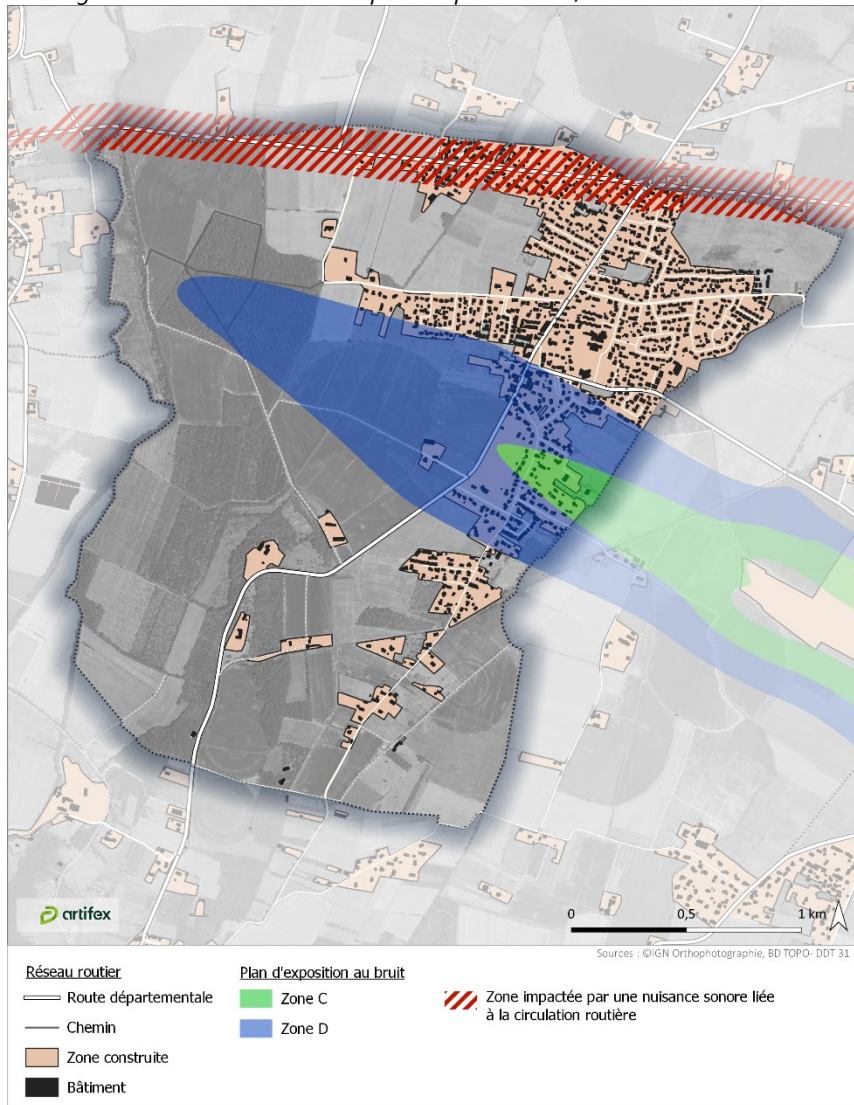 artifex
0
0,5
1 km
Sources : ©IGN Orthophotographie, BD TOPO- DDT 31
Réseau routier
Route départementale
Chemin
Zone construite
Bâtiment
Plan d'exposition au bruit
Zone C
Zone D
Zone impactée par une nuisance sonore liée
à la circulation routière